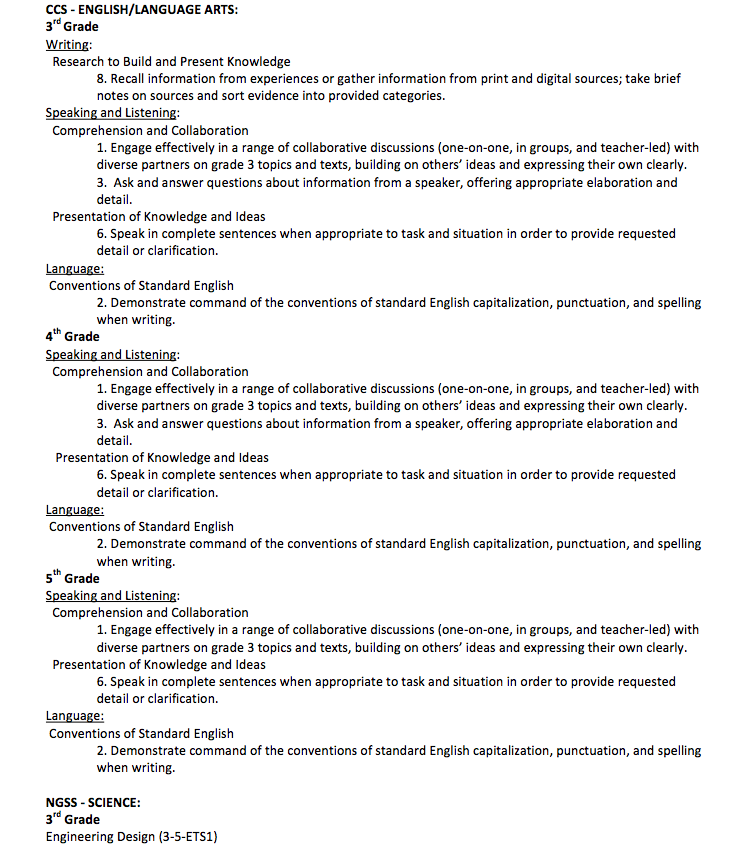 CCS - ENGLISH/LANGUAGE ARTS:
3rd Grade
Writing:
Research to Build and Present Knowledge
8. Recall information from experiences or gather information from print and digital sources; take brief
notes on sources and sort evidence into provided categories.
Speaking and Listening:
Comprehension and Collaboration
1. Engage effectively in a range of collaborative discussions (one-on-one, in groups, and teacher-led) with
diverse partners on grade 3 topics and texts, building on others’ ideas and expressing their own clearly.
3.  Ask and answer questions about information from a speaker, offering appropriate elaboration and
detail.
Presentation of Knowledge and Ideas
6. Speak in complete sentences when appropriate to task and situation in order to provide requested
detail or clarification.
Language:
Conventions of Standard English
2. Demonstrate command of the conventions of standard English capitalization, punctuation, and spelling
when writing.
4th Grade
Speaking and Listening:
Comprehension and Collaboration
1. Engage effectively in a range of collaborative discussions (one-on-one, in groups, and teacher-led) with
diverse partners on grade 3 topics and texts, building on others’ ideas and expressing their own clearly.
3.  Ask and answer questions about information from a speaker, offering appropriate elaboration and
detail.
Presentation of Knowledge and Ideas
6. Speak in complete sentences when appropriate to task and situation in order to provide requested
detail or clarification.
Language:
Conventions of Standard English
2. Demonstrate command of the conventions of standard English capitalization, punctuation, and spelling
when writing.
5th Grade
Speaking and Listening:
Comprehension and Collaboration
1. Engage effectively in a range of collaborative discussions (one-on-one, in groups, and teacher-led) with
diverse partners on grade 3 topics and texts, building on others’ ideas and expressing their own clearly.
Presentation of Knowledge and Ideas
6. Speak in complete sentences when appropriate to task and situation in order to provide requested
detail or clarification.
Language:
Conventions of Standard English
2. Demonstrate command of the conventions of standard English capitalization, punctuation, and spelling
when writing.
NGSS - SCIENCE:
3rd Grade
Engineering Design (3-5-ETS1)